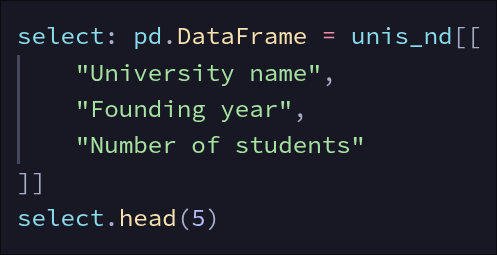 select: pd.DataFrame = unis_nd[[
    "University name",
    "Founding year",
    "Number of students"
]]
select.head(5)